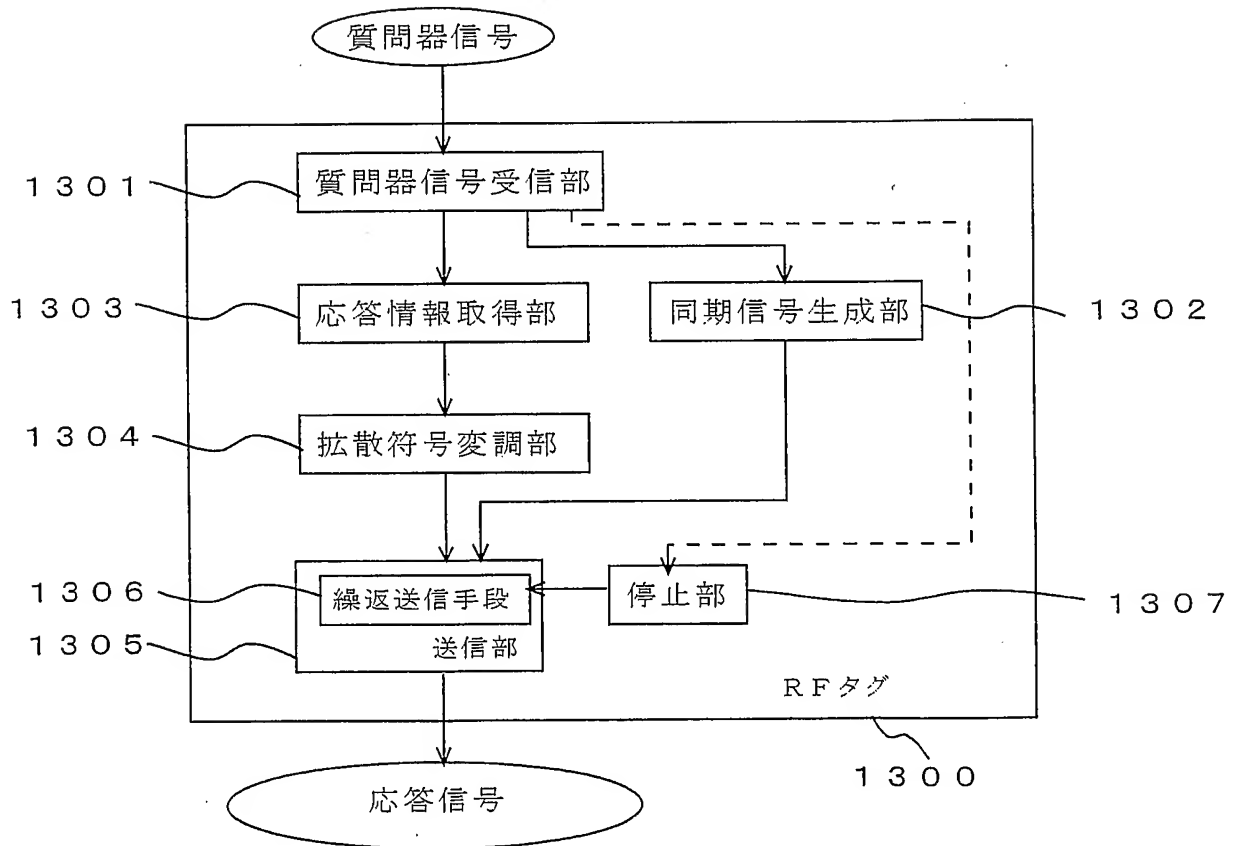 質問器信号
1301
質問器信号受信部
1303
応答情報取得部
同期信号生成部
1302
1304
拡散符号変調部
1306
繰返送信手段
停止部
1307
1305
送信部
RFタグ
1300
応答信号